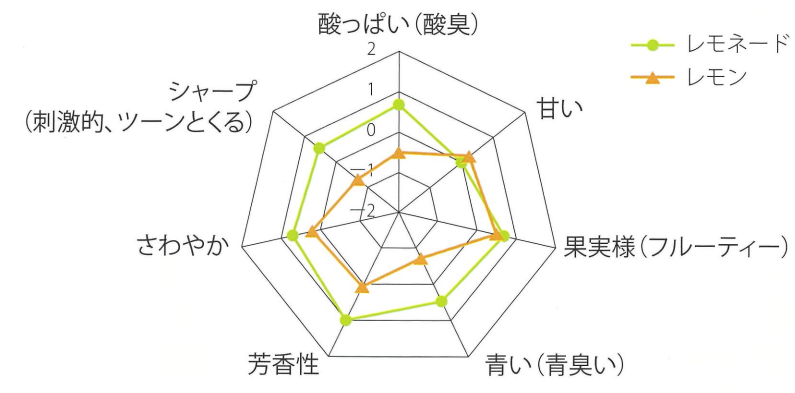 酸っぱい(酸臭)
レモネード
レモン
2
1
0
−1
−2
甘い
シャープ
(刺激的、ツーンとくる)
さわやか
果実様(フルーティー)
芳香性
青い(青臭い)